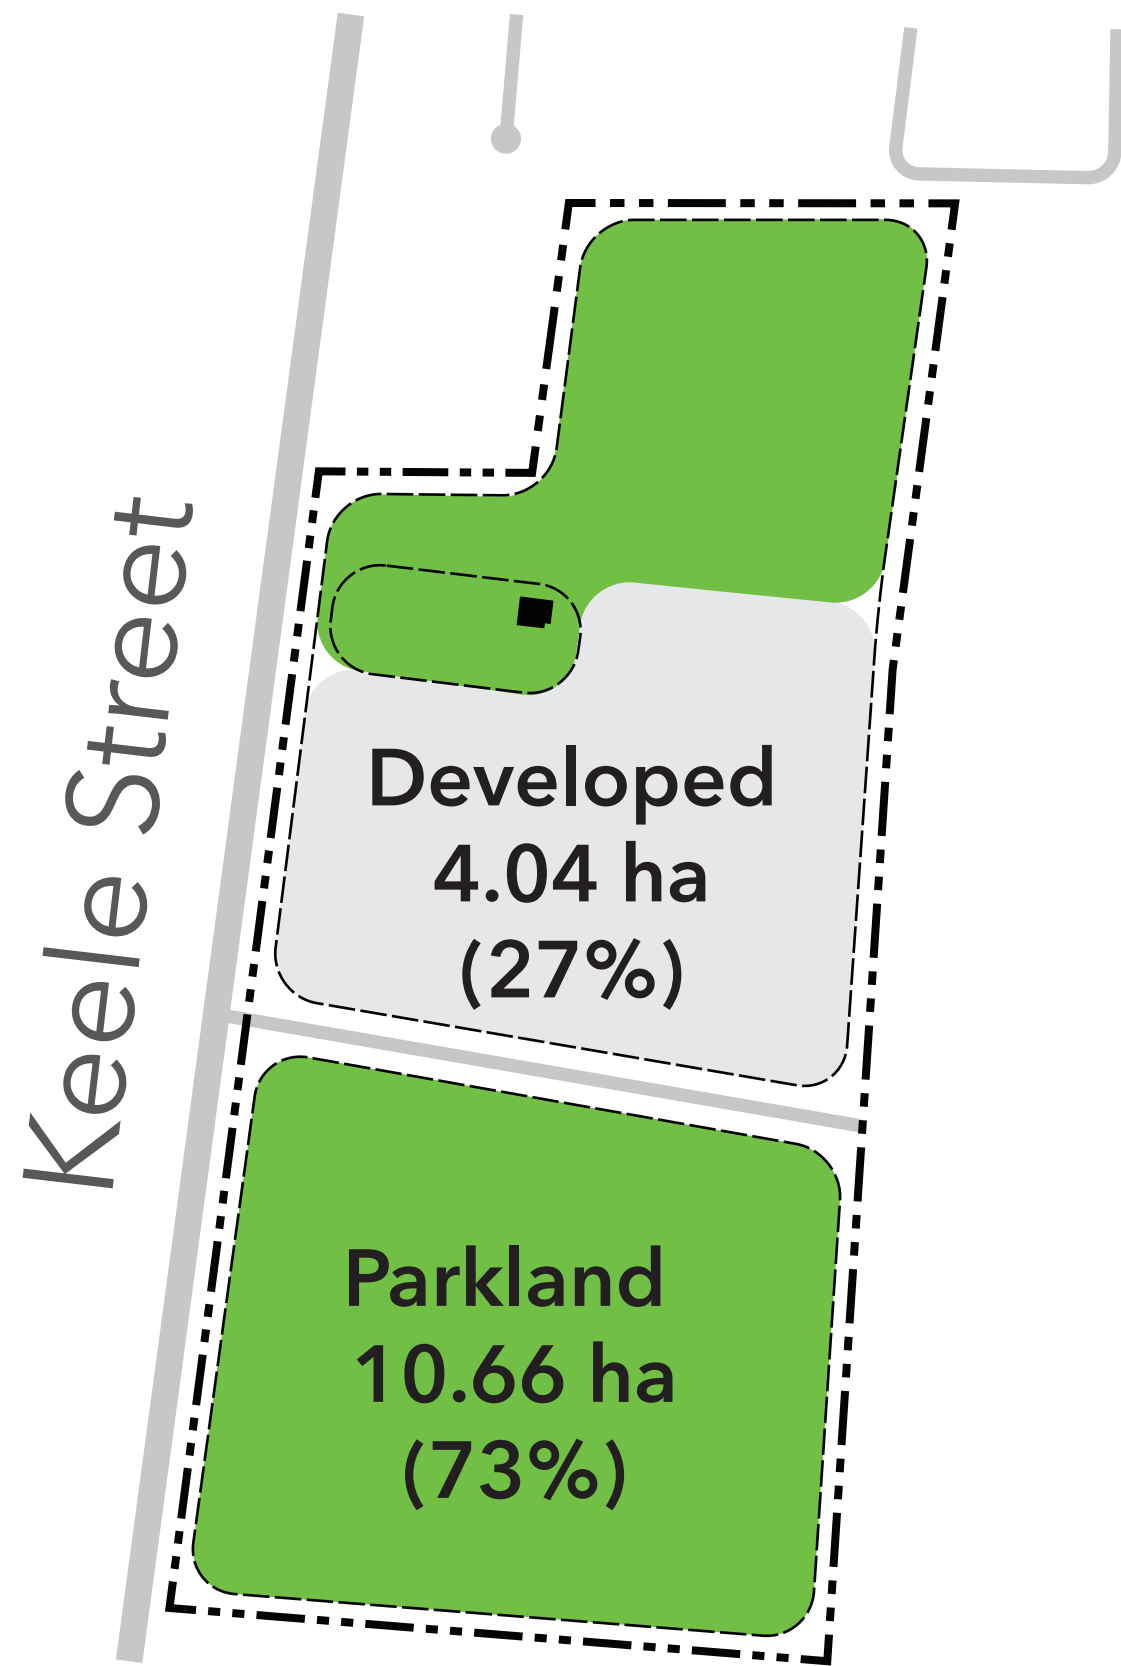 Keele Street
Developed
4.04 ha
(27%)
Parkland
10.66 ha
(73%)